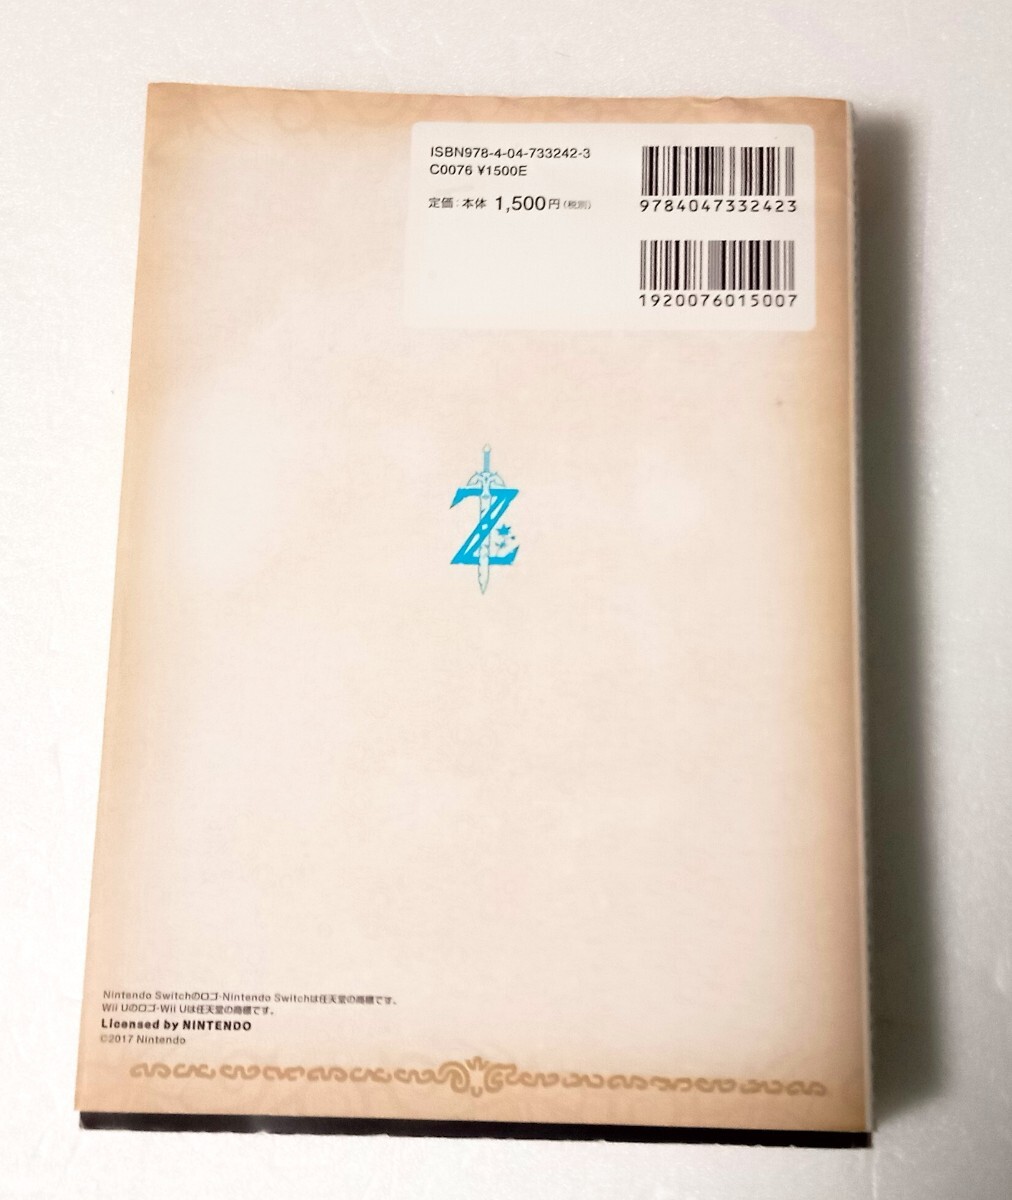 ISBN978-4-04-733242-3
C0076 ¥1500E
定価：本体 1,500円（税別）
9784047332423
1920076015007
Z
Nintendo Switchのロゴ・Nintendo Switchは任天堂の商標です。
Wii Uのロゴ・Wii Uは任天堂の商標です。
Licensed by NINTENDO
©2017 Nintendo